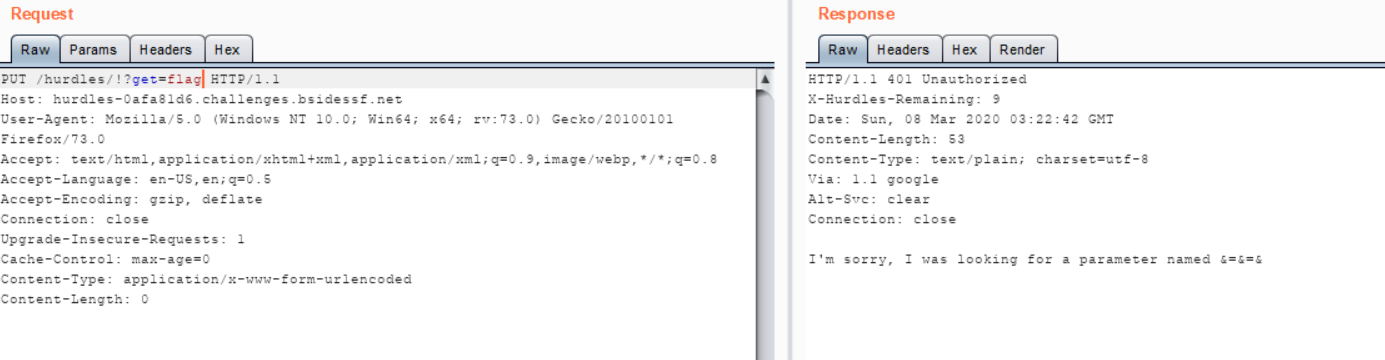 Request
Raw Params Headers Hex
PUT /hurdles/!?get=flag HTTP/1.1
Host: hurdles-0afa81d6.challenges.bsidessf.net
User-Agent: Mozilla/5.0 (Windows NT 10.0; Win64; x64; rv:73.0) Gecko/20100101
Firefox/73.0
Accept: text/html,application/xhtml+xml,application/xml;q=0.9,image/webp,*/*;q=0.8
Accept-Language: en-US,en;q=0.5
Accept-Encoding: gzip, deflate
Connection: close
Upgrade-Insecure-Requests: 1
Cache-Control: max-age=0
Content-Type: application/x-www-form-urlencoded
Content-Length: 0
Response
Raw Headers Hex Render
HTTP/1.1 401 Unauthorized
X-Hurdles-Remaining: 9
Date: Sun, 08 Mar 2020 03:22:42 GMT
Content-Length: 53
Content-Type: text/plain; charset=utf-8
Via: 1.1 google
Alt-Svc: clear
Connection: close
I'm sorry, I was looking for a parameter named &=&=&